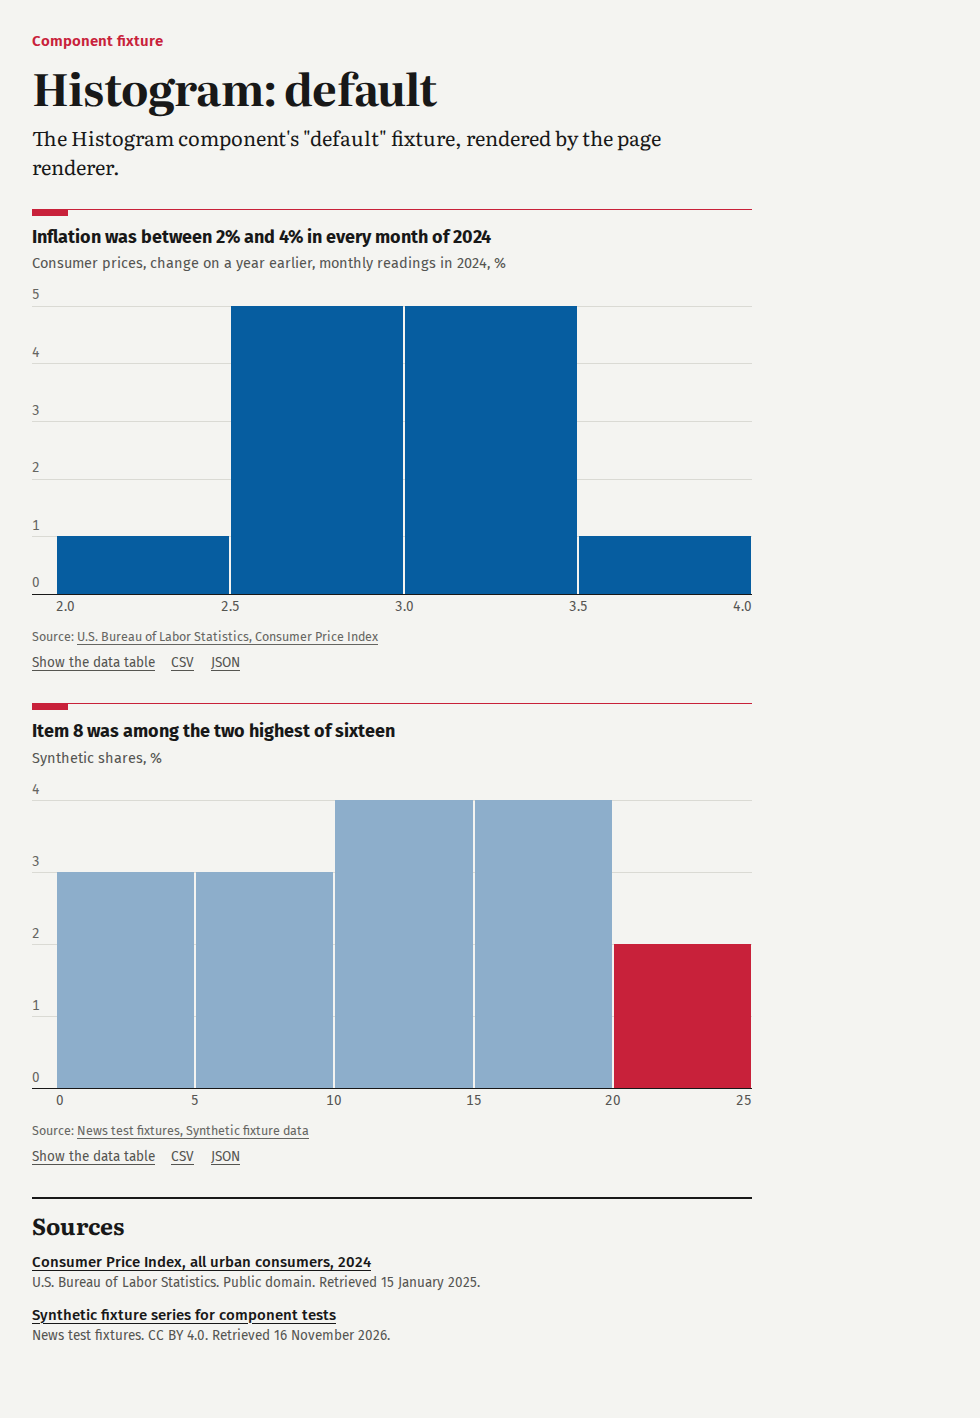 Component fixture
Histogram: default
The Histogram component's "default" fixture, rendered by the page
renderer.
Inflation was between 2% and 4% in every month of 2024
Consumer prices, change on a year earlier, monthly readings in 2024, %
5
4
3
2
1
0
2.0 2.5 3.0 3.5 4.0
Source: U.S. Bureau of Labor Statistics, Consumer Price Index
Show the data table CSV JSON
Item 8 was among the two highest of sixteen
Synthetic shares, %
4
3
2
1
0
0 5 10 15 20 25
Source: News test fixtures, Synthetic fixture data
Show the data table CSV JSON
Sources
Consumer Price Index, all urban consumers, 2024
U.S. Bureau of Labor Statistics. Public domain. Retrieved 15 January 2025.
Synthetic fixture series for component tests
News test fixtures. CC BY 4.0. Retrieved 16 November 2026.